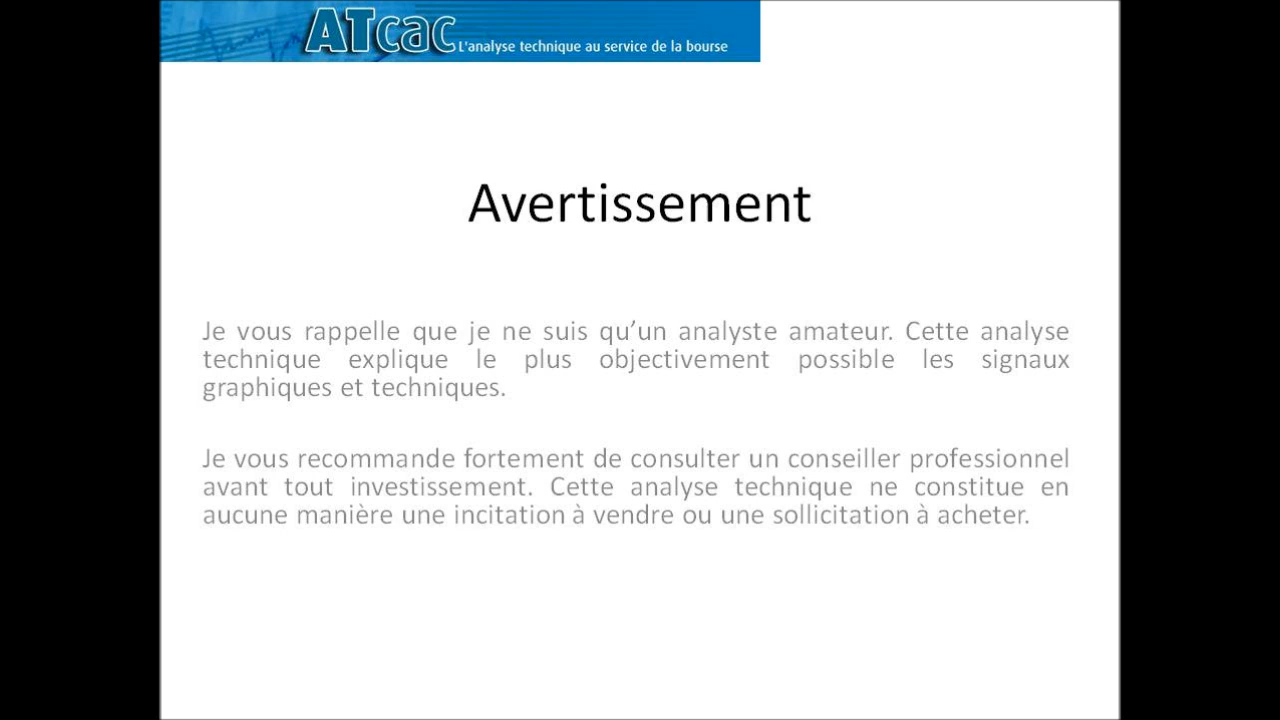 ATcac L'analyse technique au service de la bourse
Avertissement
Je vous rappelle que je ne suis qu’un analyste amateur. Cette analyse
technique explique le plus objectivement possible les signaux
graphiques et techniques.
Je vous recommande fortement de consulter un conseiller professionnel
avant tout investissement. Cette analyse technique ne constitue en
aucune manière une incitation à vendre ou une sollicitation à acheter.